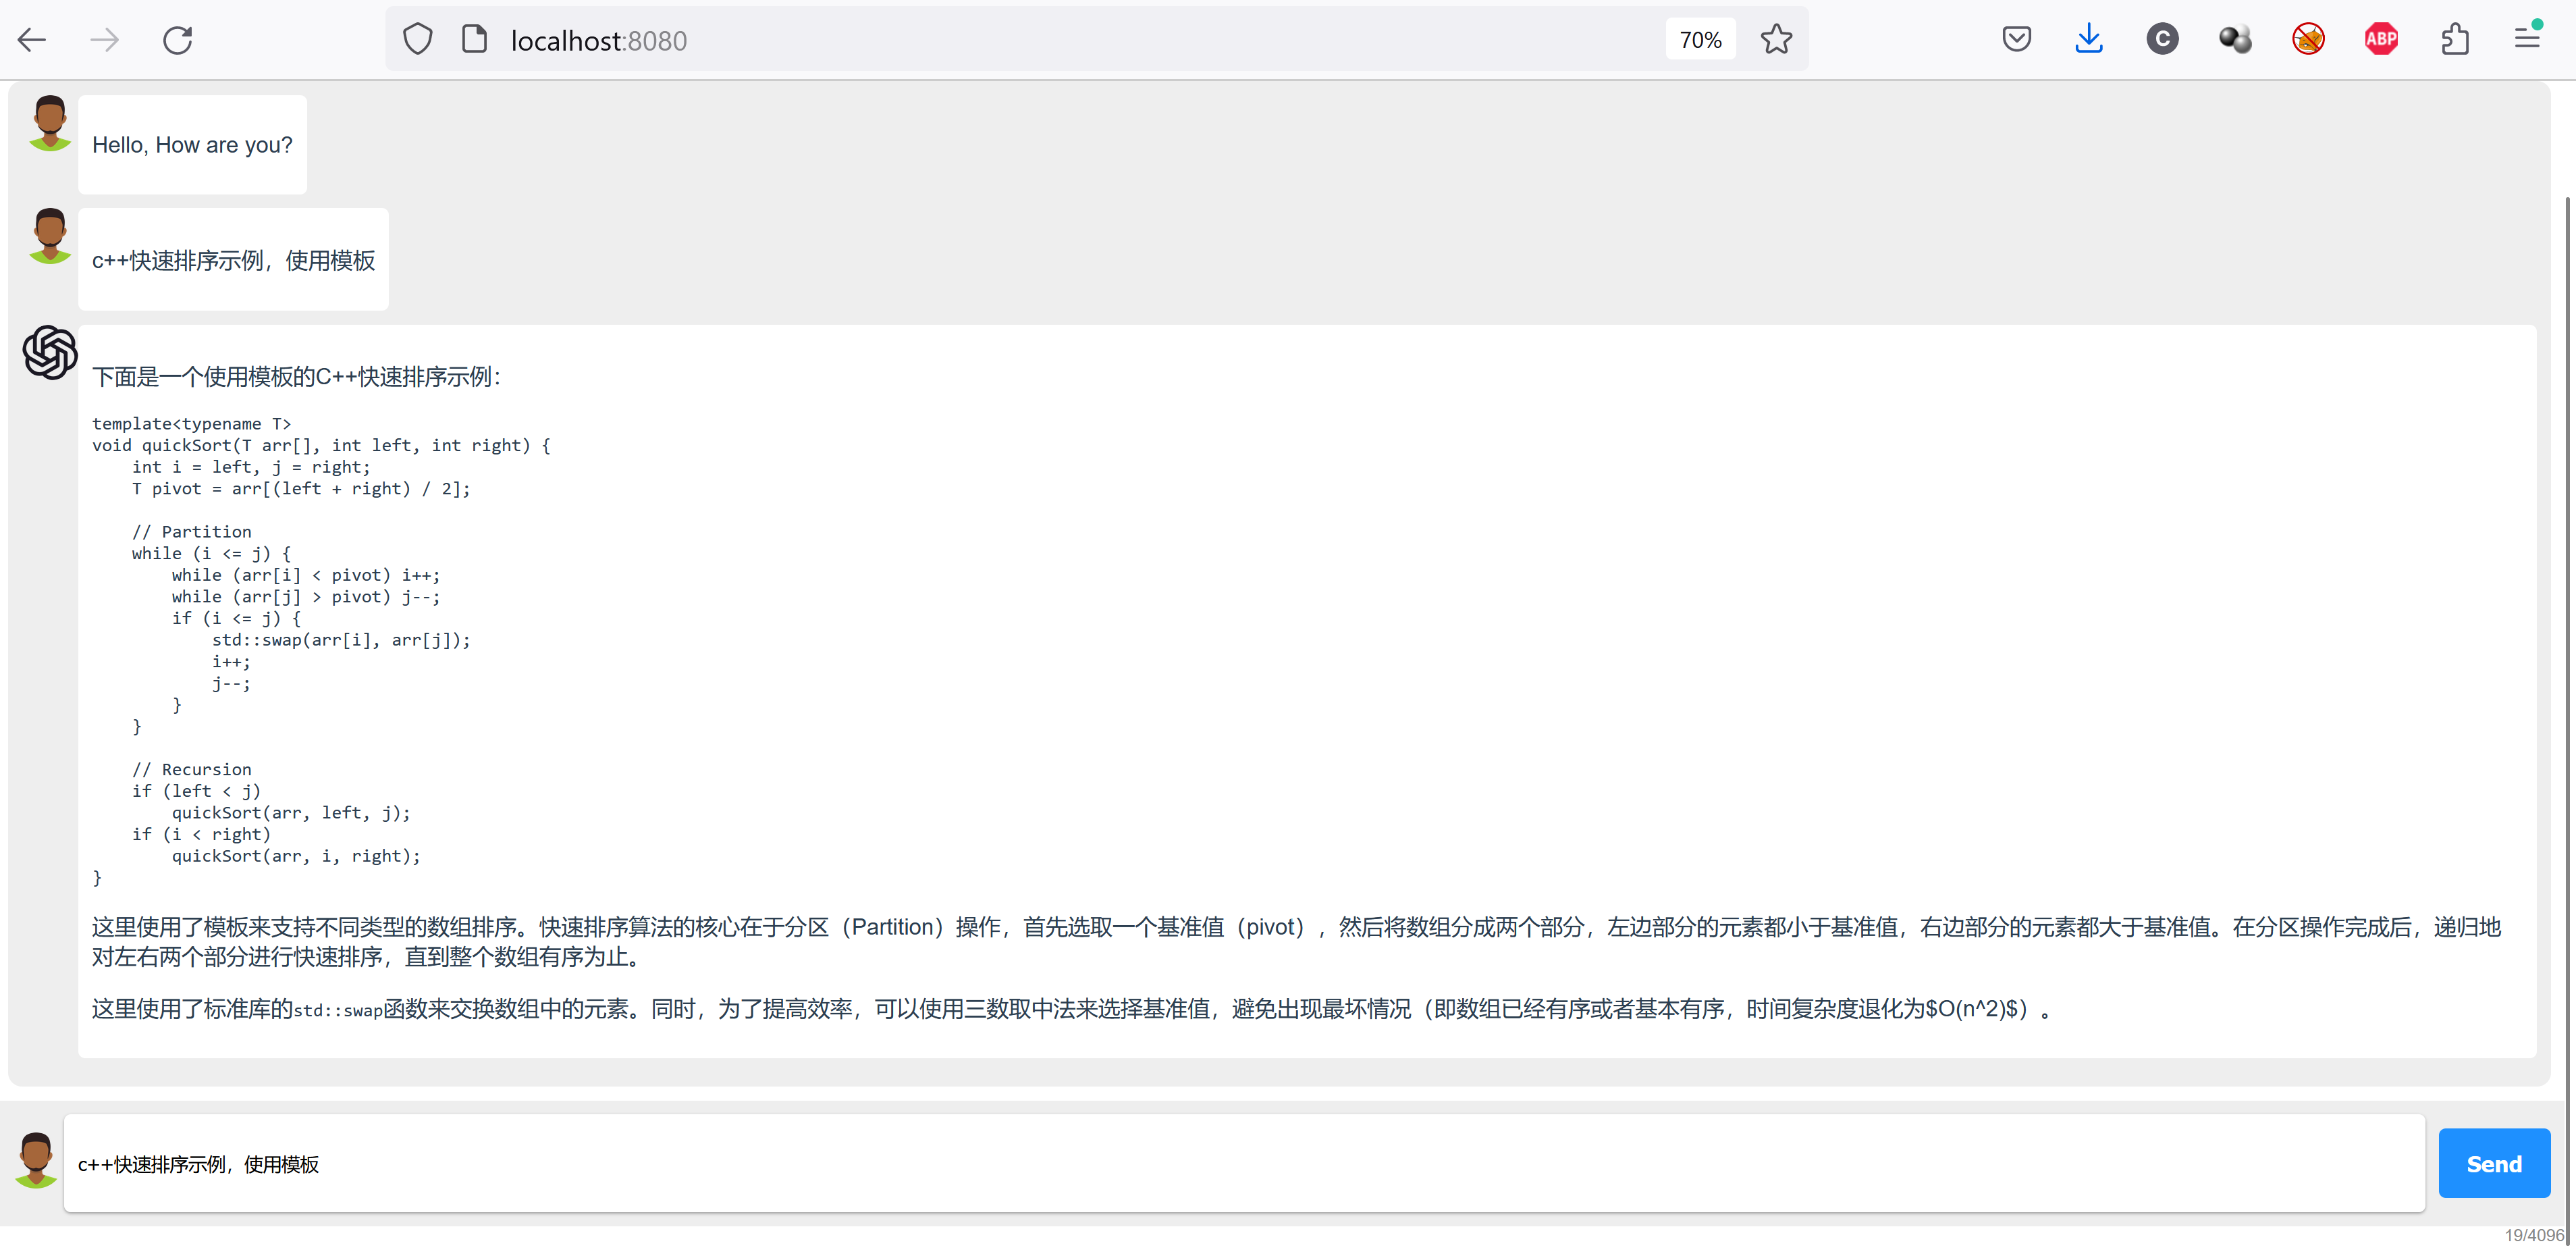 localhost:8080
70%
C
ABP
Hello, How are you?
c++快速排序示例，使用模板
下面是一个使用模板的C++快速排序示例：
template<typename T>
void quickSort(T arr[], int left, int right) {
    int i = left, j = right;
    T pivot = arr[(left + right) / 2];
    // Partition
    while (i <= j) {
        while (arr[i] < pivot) i++;
        while (arr[j] > pivot) j--;
        if (i <= j) {
            std::swap(arr[i], arr[j]);
            i++;
            j--;
        }
    }
    // Recursion
    if (left < j)
        quickSort(arr, left, j);
    if (i < right)
        quickSort(arr, i, right);
}
这里使用了模板来支持不同类型的数组排序。快速排序算法的核心在于分区（Partition）操作，首先选取一个基准值（pivot），然后将数组分成两个部分，左边部分的元素都小于基准值，右边部分的元素都大于基准值。在分区操作完成后，递归地
对左右两个部分进行快速排序，直到整个数组有序为止。
这里使用了标准库的std::swap函数来交换数组中的元素。同时，为了提高效率，可以使用三数取中法来选择基准值，避免出现最坏情况（即数组已经有序或者基本有序，时间复杂度退化为$O(n^2)$）。
c++快速排序示例，使用模板
Send
19/4096